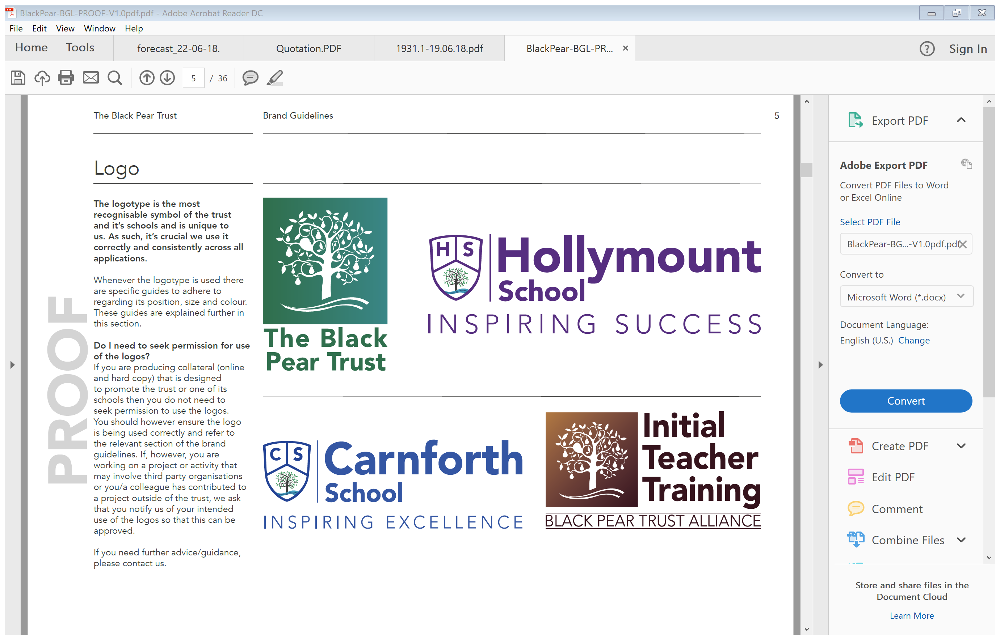 BlackPear-BGL-PROOF-V1.0pdf.pdf - Adobe Acrobat Reader DC
File Edit View Window Help
Home Tools forecast_22-06-18. Quotation.PDF 1931.1-19.06.18.pdf BlackPear-BGL-PR... Sign In
5 / 36
The Black Pear Trust Brand Guidelines 5
Logo
The logotype is the most
recognisable symbol of the trust
and it’s schools and is unique to
us. As such, it’s crucial we use it
correctly and consistently across all
applications.
Whenever the logotype is used there
are specific guides to adhere to
regarding its position, size and colour.
These guides are explained further in
this section.
Do I need to seek permission for use
of the logos?
If you are producing collateral (online
and hard copy) that is designed
to promote the trust or one of its
schools then you do not need to
seek permission to use the logos.
You should however ensure the logo
is being used correctly and refer to
the relevant section of the brand
guidelines. If, however, you are
working on a project or activity that
may involve third party organisations
or you/a colleague has contributed to
a project outside of the trust, we ask
that you notify us of your intended
use of the logos so that this can be
approved.
If you need further advice/guidance,
please contact us.
PROOF
The Black
Pear Trust
H S
Hollymount
School
INSPIRING SUCCESS
C S
Carnforth
School
INSPIRING EXCELLENCE
Initial
Teacher
Training
BLACK PEAR TRUST ALLIANCE
Export PDF
Adobe Export PDF
Convert PDF Files to Word
or Excel Online
Select PDF File
BlackPear-BG...-V1.0pdf.pdf
Convert to
Microsoft Word (*.docx)
Document Language:
English (U.S.) Change
Convert
Create PDF
Edit PDF
Comment
Combine Files
Store and share files in the
Document Cloud
Learn More